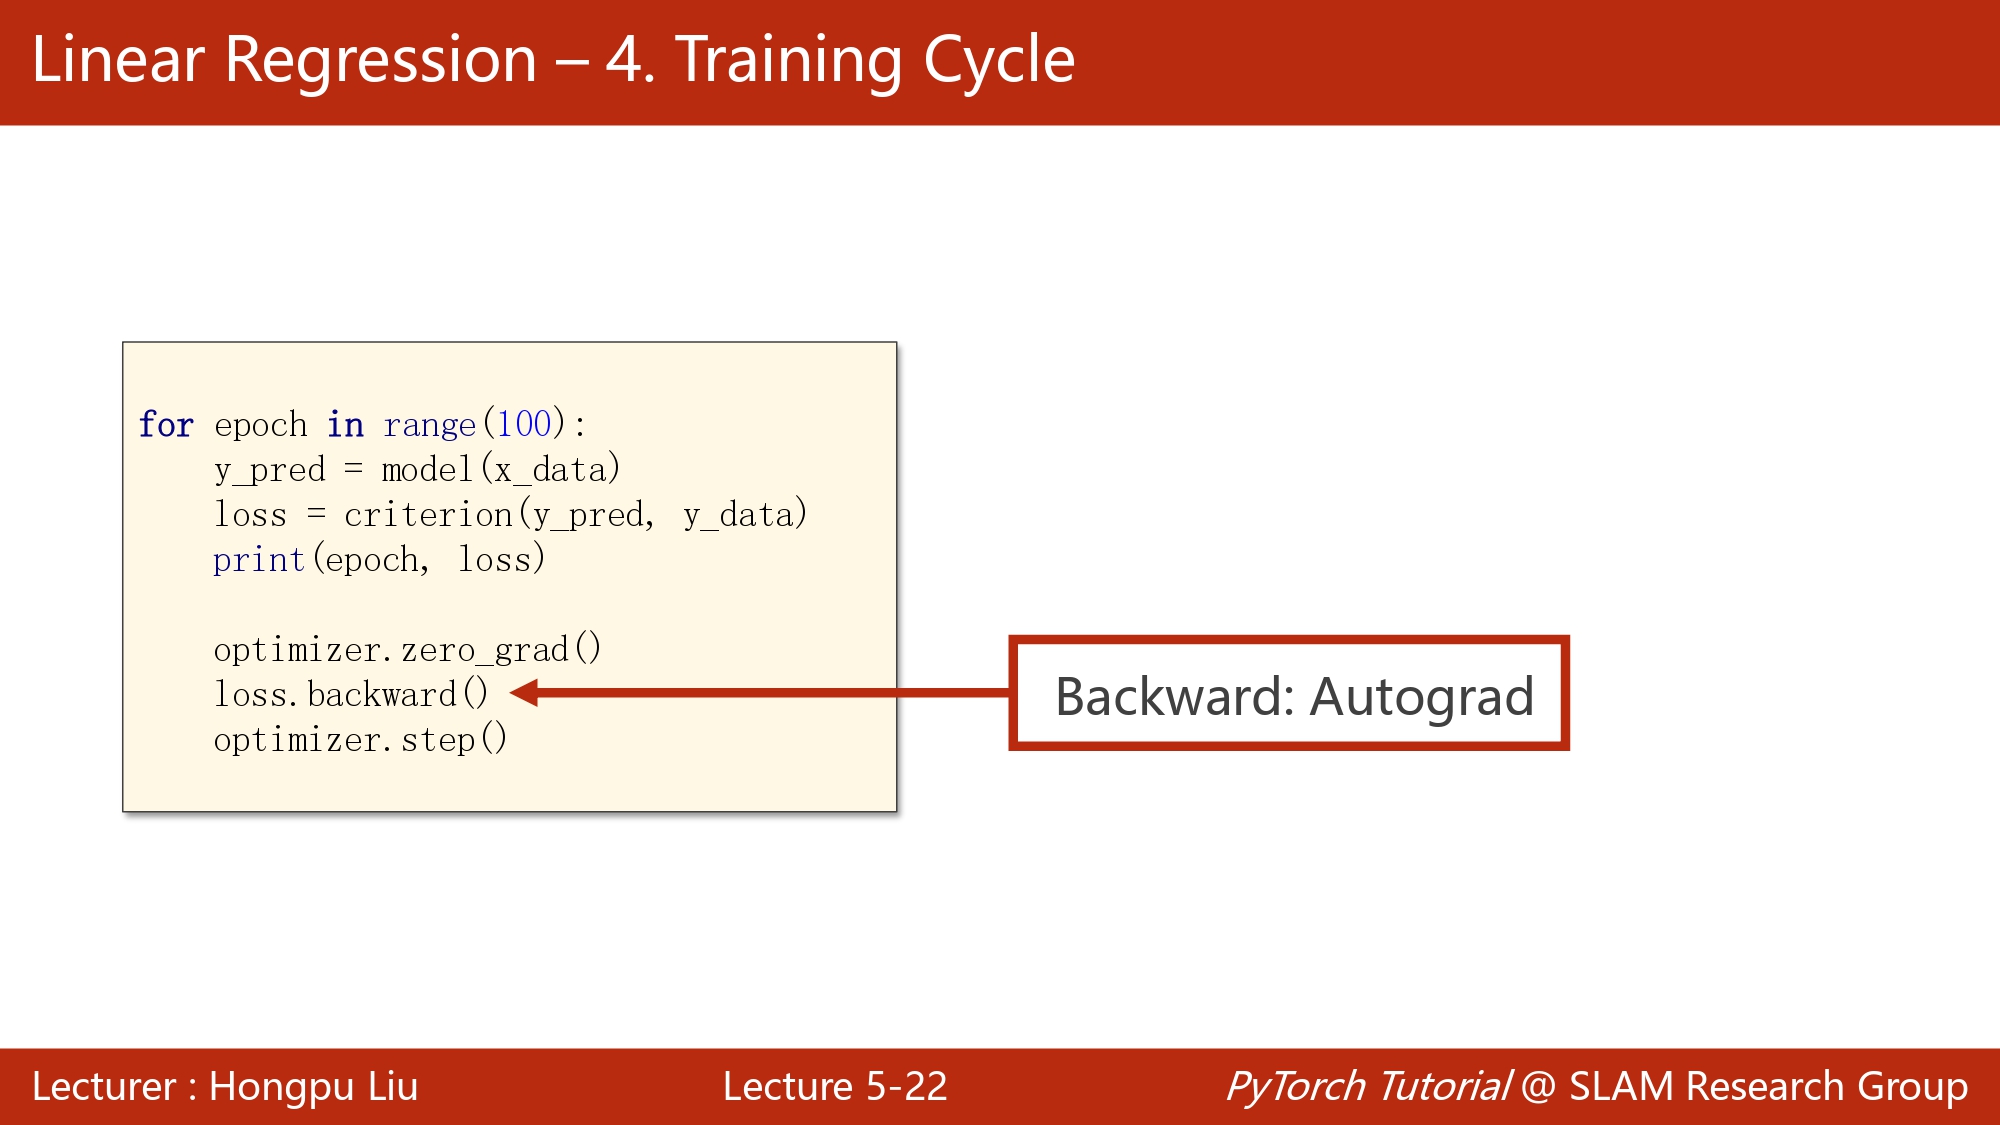 Linear Regression – 4. Training Cycle
for epoch in range(100):
    y_pred = model(x_data)
    loss = criterion(y_pred, y_data)
    print(epoch, loss)
    optimizer.zero_grad()
    loss.backward()
    optimizer.step()
Backward: Autograd
Lecturer : Hongpu Liu
Lecture 5-22
PyTorch Tutorial @ SLAM Research Group